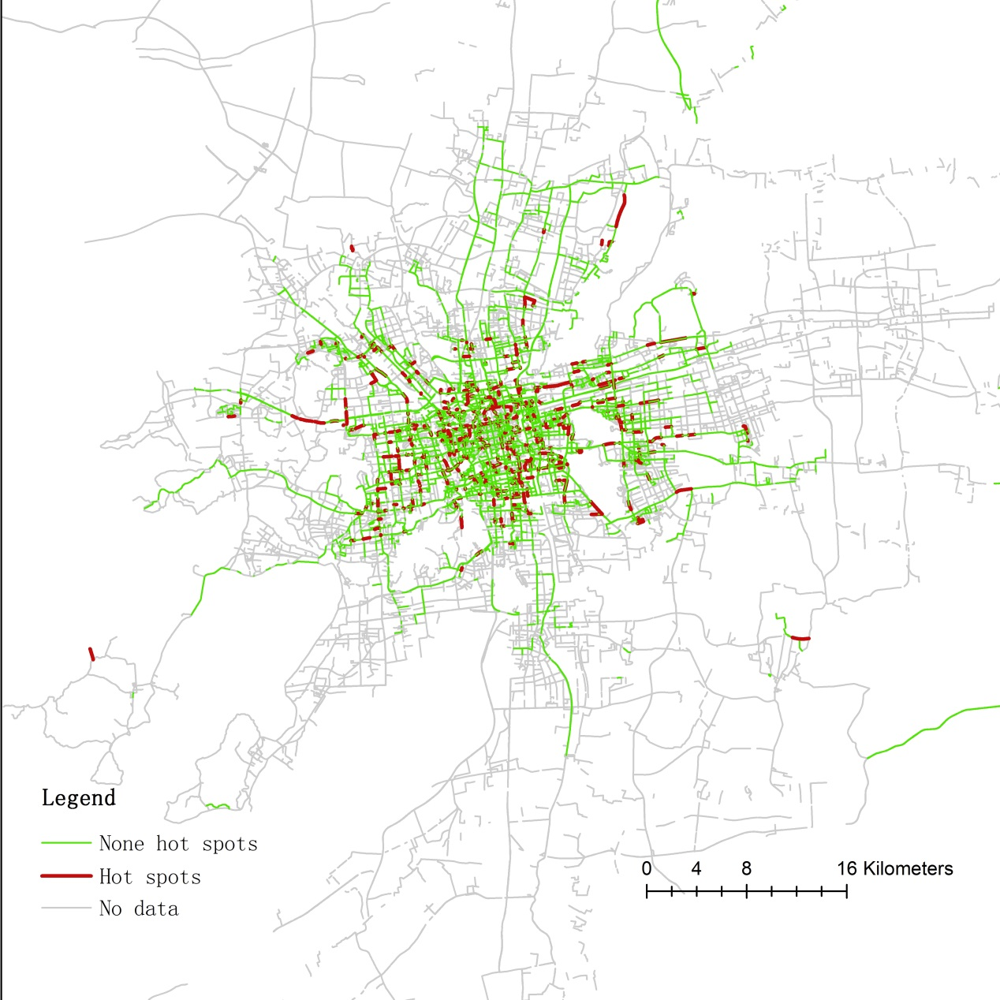 Legend
None hot spots
Hot spots
No data
0 4 8 16 Kilometers